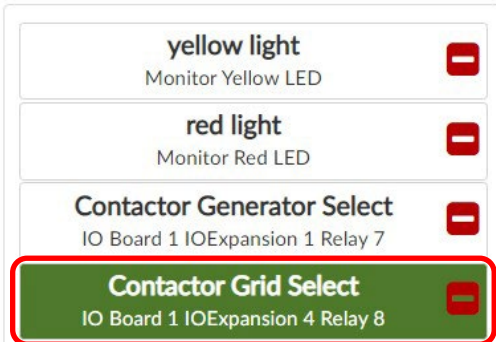 yellow light
Monitor Yellow LED
red light
Monitor Red LED
Contactor Generator Select
IO Board 1 IOExpansion 1 Relay 7
Contactor Grid Select
IO Board 1 IOExpansion 4 Relay 8